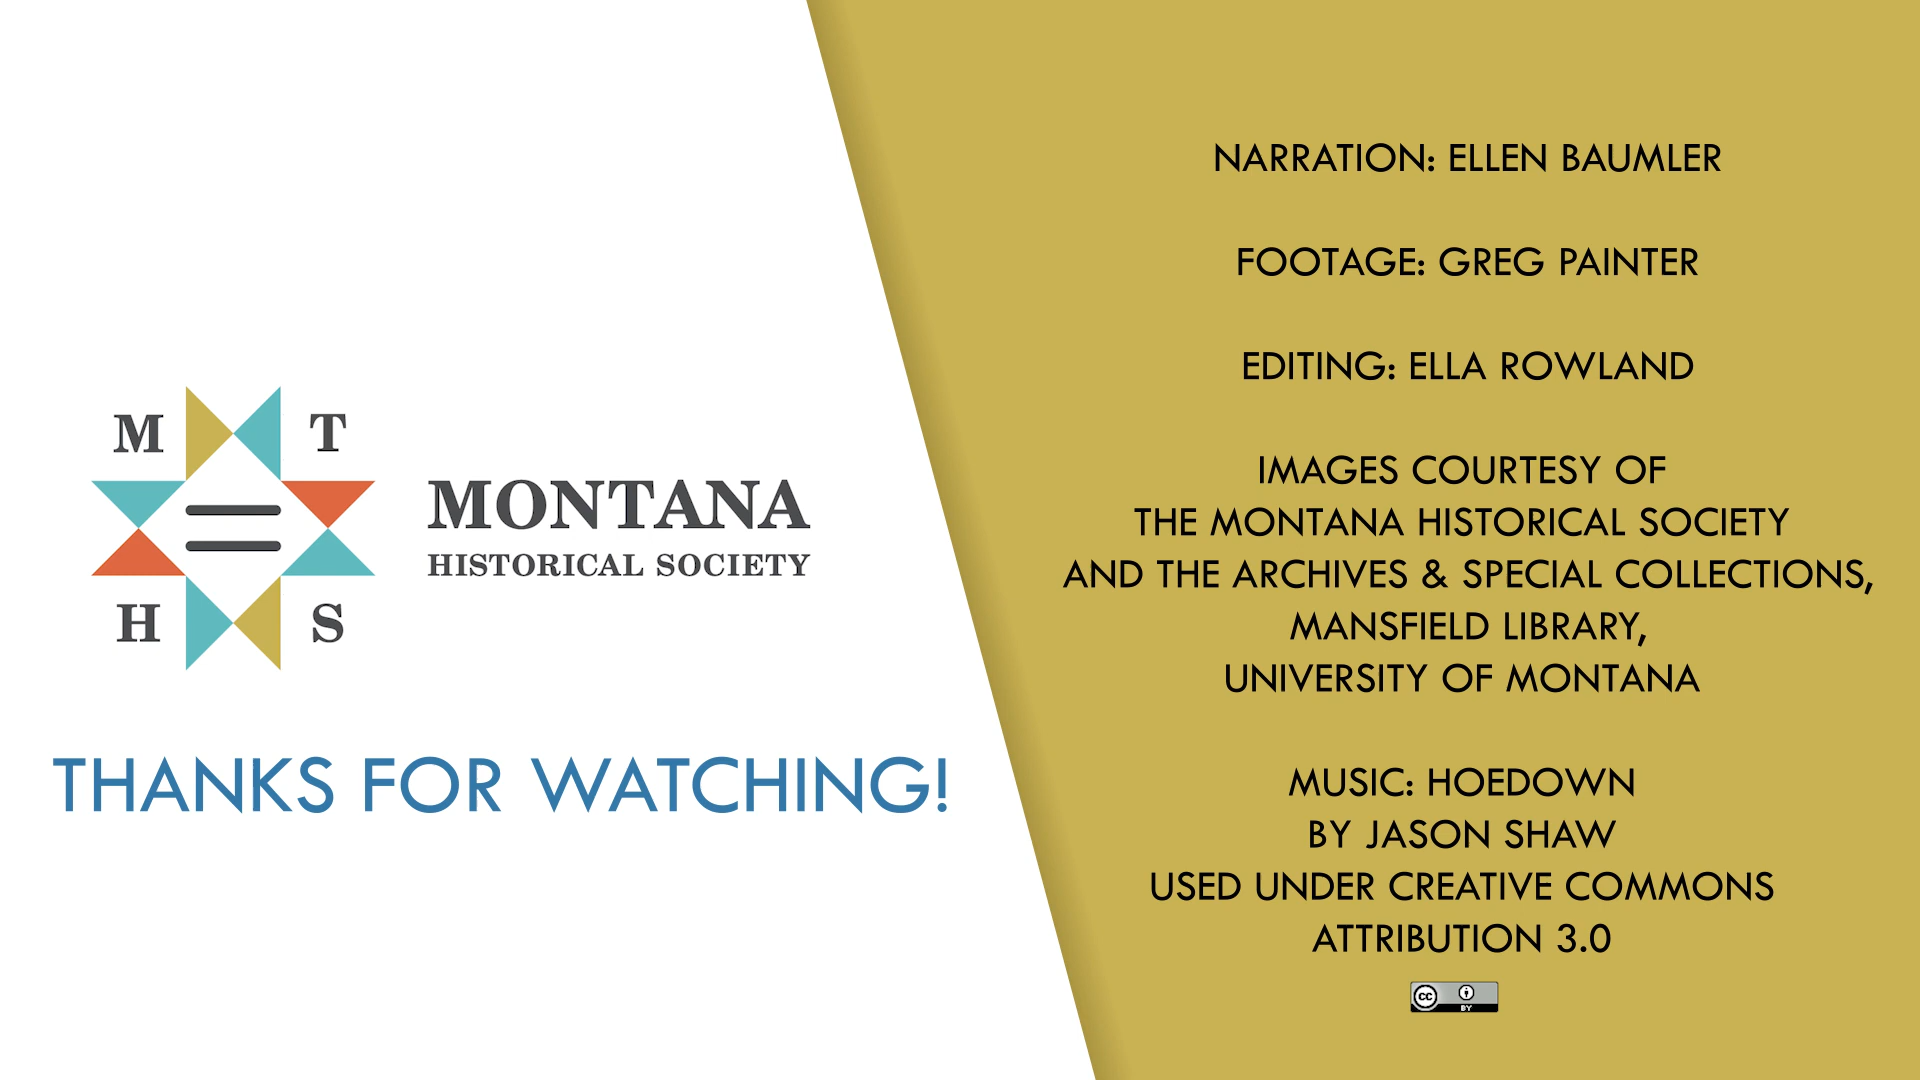 M T
H S
MONTANA
HISTORICAL SOCIETY
THANKS FOR WATCHING!
NARRATION: ELLEN BAUMLER
FOOTAGE: GREG PAINTER
EDITING: ELLA ROWLAND
IMAGES COURTESY OF
THE MONTANA HISTORICAL SOCIETY
AND THE ARCHIVES & SPECIAL COLLECTIONS,
MANSFIELD LIBRARY,
UNIVERSITY OF MONTANA
MUSIC: HOEDOWN
BY JASON SHAW
USED UNDER CREATIVE COMMONS
ATTRIBUTION 3.0
cc
BY